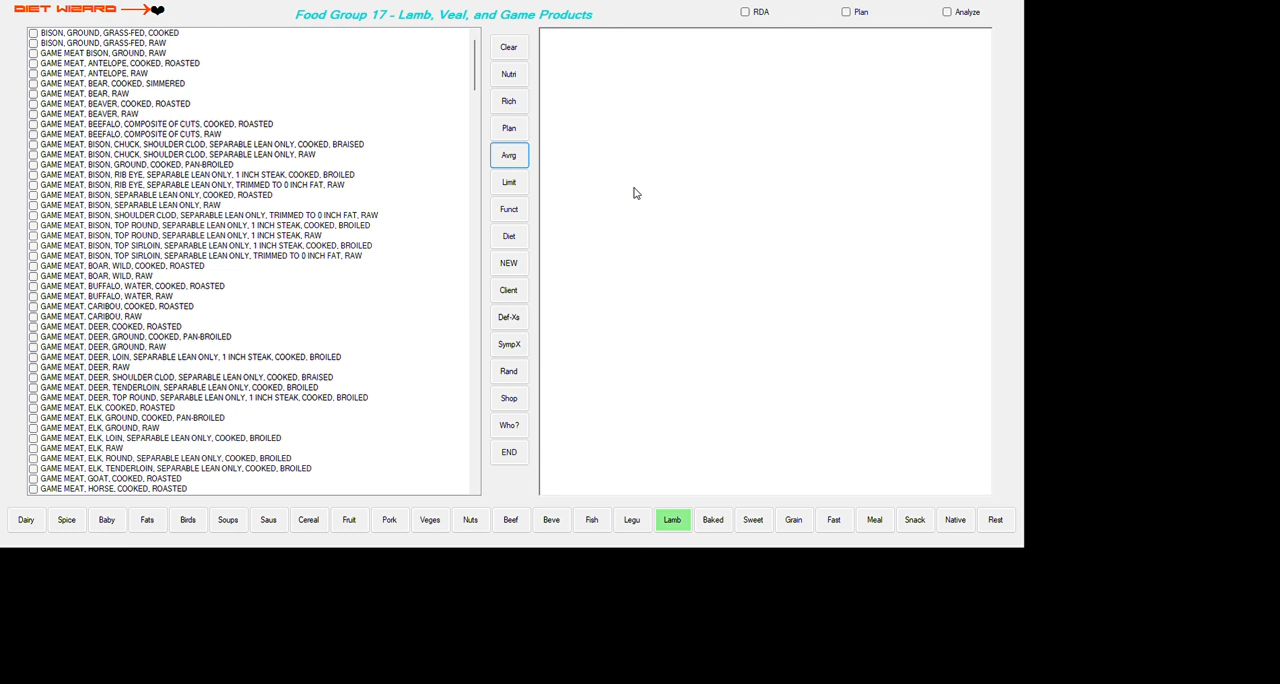 DIET WIZARD
Food Group 17 - Lamb, Veal, and Game Products
RDA
Plan
Analyze
BISON, GROUND, GRASS-FED, COOKED
BISON, GROUND, GRASS-FED, RAW
GAME MEAT BISON, GROUND, RAW
GAME MEAT, ANTELOPE, COOKED, ROASTED
GAME MEAT, ANTELOPE, RAW
GAME MEAT, BEAR, COOKED, SIMMERED
GAME MEAT, BEAR, RAW
GAME MEAT, BEAVER, COOKED, ROASTED
GAME MEAT, BEAVER, RAW
GAME MEAT, BEEFALO, COMPOSITE OF CUTS, COOKED, ROASTED
GAME MEAT, BEEFALO, COMPOSITE OF CUTS, RAW
GAME MEAT, BISON, CHUCK, SHOULDER CLOD, SEPARABLE LEAN ONLY, COOKED, BRAISED
GAME MEAT, BISON, CHUCK, SHOULDER CLOD, SEPARABLE LEAN ONLY, RAW
GAME MEAT, BISON, GROUND, COOKED, PAN-BROILED
GAME MEAT, BISON, RIB EYE, SEPARABLE LEAN ONLY, 1 INCH STEAK, COOKED, BROILED
GAME MEAT, BISON, RIB EYE, SEPARABLE LEAN ONLY, TRIMMED TO 0 INCH FAT, RAW
GAME MEAT, BISON, SEPARABLE LEAN ONLY, COOKED, ROASTED
GAME MEAT, BISON, SEPARABLE LEAN ONLY, RAW
GAME MEAT, BISON, SHOULDER CLOD, SEPARABLE LEAN ONLY, TRIMMED TO 0 INCH FAT, RAW
GAME MEAT, BISON, TOP ROUND, SEPARABLE LEAN ONLY, 1 INCH STEAK, COOKED, BROILED
GAME MEAT, BISON, TOP ROUND, SEPARABLE LEAN ONLY, 1 INCH STEAK, RAW
GAME MEAT, BISON, TOP SIRLOIN, SEPARABLE LEAN ONLY, 1 INCH STEAK, COOKED, BROILED
GAME MEAT, BISON, TOP SIRLOIN, SEPARABLE LEAN ONLY, TRIMMED TO 0 INCH FAT, RAW
GAME MEAT, BOAR, WILD, COOKED, ROASTED
GAME MEAT, BOAR, WILD, RAW
GAME MEAT, BUFFALO, WATER, COOKED, ROASTED
GAME MEAT, BUFFALO, WATER, RAW
GAME MEAT, CARIBOU, COOKED, ROASTED
GAME MEAT, CARIBOU, RAW
GAME MEAT, DEER, COOKED, ROASTED
GAME MEAT, DEER, GROUND, COOKED, PAN-BROILED
GAME MEAT, DEER, GROUND, RAW
GAME MEAT, DEER, LOIN, SEPARABLE LEAN ONLY, 1 INCH STEAK, COOKED, BROILED
GAME MEAT, DEER, RAW
GAME MEAT, DEER, SHOULDER CLOD, SEPARABLE LEAN ONLY, COOKED, BRAISED
GAME MEAT, DEER, TENDERLOIN, SEPARABLE LEAN ONLY, COOKED, BROILED
GAME MEAT, DEER, TOP ROUND, SEPARABLE LEAN ONLY, 1 INCH STEAK, COOKED, BROILED
GAME MEAT, ELK, COOKED, ROASTED
GAME MEAT, ELK, GROUND, COOKED, PAN-BROILED
GAME MEAT, ELK, GROUND, RAW
GAME MEAT, ELK, LOIN, SEPARABLE LEAN ONLY, COOKED, BROILED
GAME MEAT, ELK, RAW
GAME MEAT, ELK, ROUND, SEPARABLE LEAN ONLY, COOKED, BROILED
GAME MEAT, ELK, TENDERLOIN, SEPARABLE LEAN ONLY, COOKED, BROILED
GAME MEAT, GOAT, COOKED, ROASTED
GAME MEAT, HORSE, COOKED, ROASTED
Clear
Nutri
Rich
Plan
Avrg
Limit
Funct
Diet
NEW
Client
Def-Xs
SympX
Rand
Shop
Who?
END
Dairy Spice Baby Fats Birds Soups Saus Cereal Fruit Pork Veges Nuts Beef Beve Fish Legu Lamb Baked Sweet Grain Fast Meal Snack Native Rest